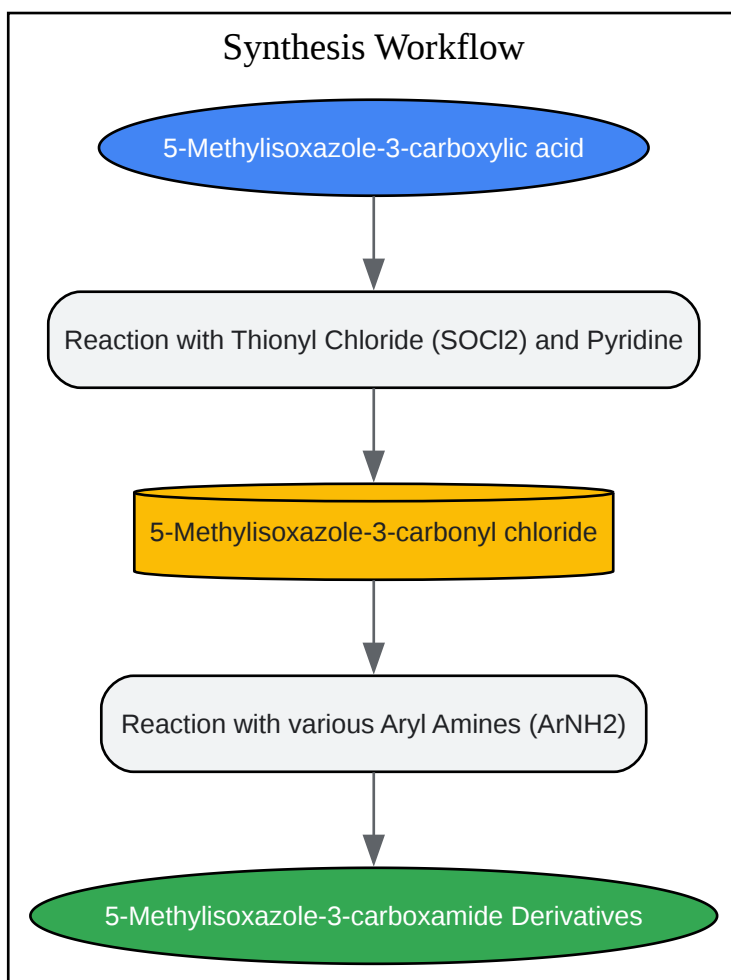 Synthesis Workflow
5-Methylisoxazole-3-carboxylic acid
Reaction with Thionyl Chloride (SOCl2) and Pyridine
5-Methylisoxazole-3-carbonyl chloride
Reaction with various Aryl Amines (ArNH2)
5-Methylisoxazole-3-carboxamide Derivatives